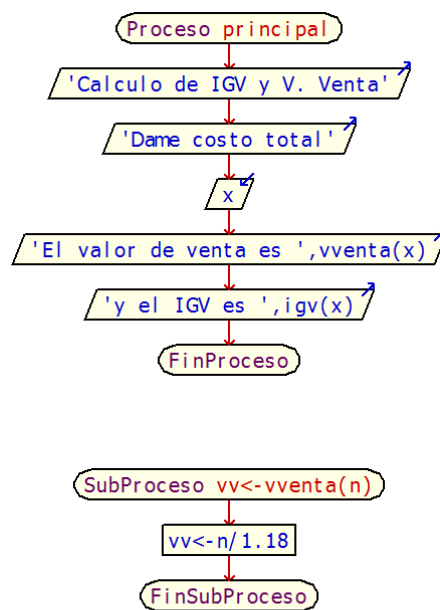 Proceso principal
'Calculo de IGV y V. Venta'
'Dame costo total'
x
'El valor de venta es ',vventa(x)
'y el IGV es ',igv(x)
FinProceso
SubProceso vv<-vventa(n)
vv<-n/1.18
FinSubProceso